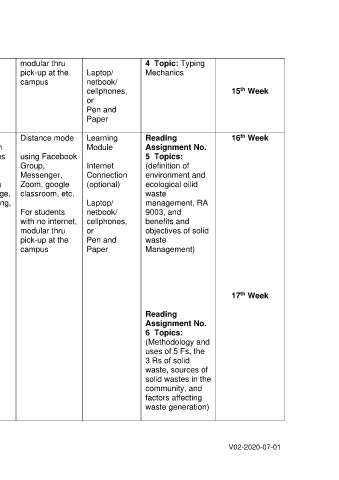 modular thru
pick-up at the
campus
Laptop/
netbook/
cellphones,
or
Pen and
Paper
4 Topic: Typing
Mechanics
15th Week
ge,
ng,
Distance mode
using Facebook
Group,
Messenger,
Zoom, google
classroom, etc.
For students
with no internet,
modular thru
pick-up at the
campus
Learning
Module
Internet
Connection
(optional)
Laptop/
netbook/
cellphones,
or
Pen and
Paper
Reading
Assignment No.
5 Topics:
(definition of
environment and
ecological oilid
waste
management, RA
9003, and
benefits and
objectives of solid
waste
Management)
Reading
Assignment No.
6 Topics:
(Methodology and
uses of 5 Fs, the
3 Rs of solid
waste, sources of
solid wastes in the
community, and
factors affecting
waste generation)
16th Week
17th Week
V02-2020-07-01